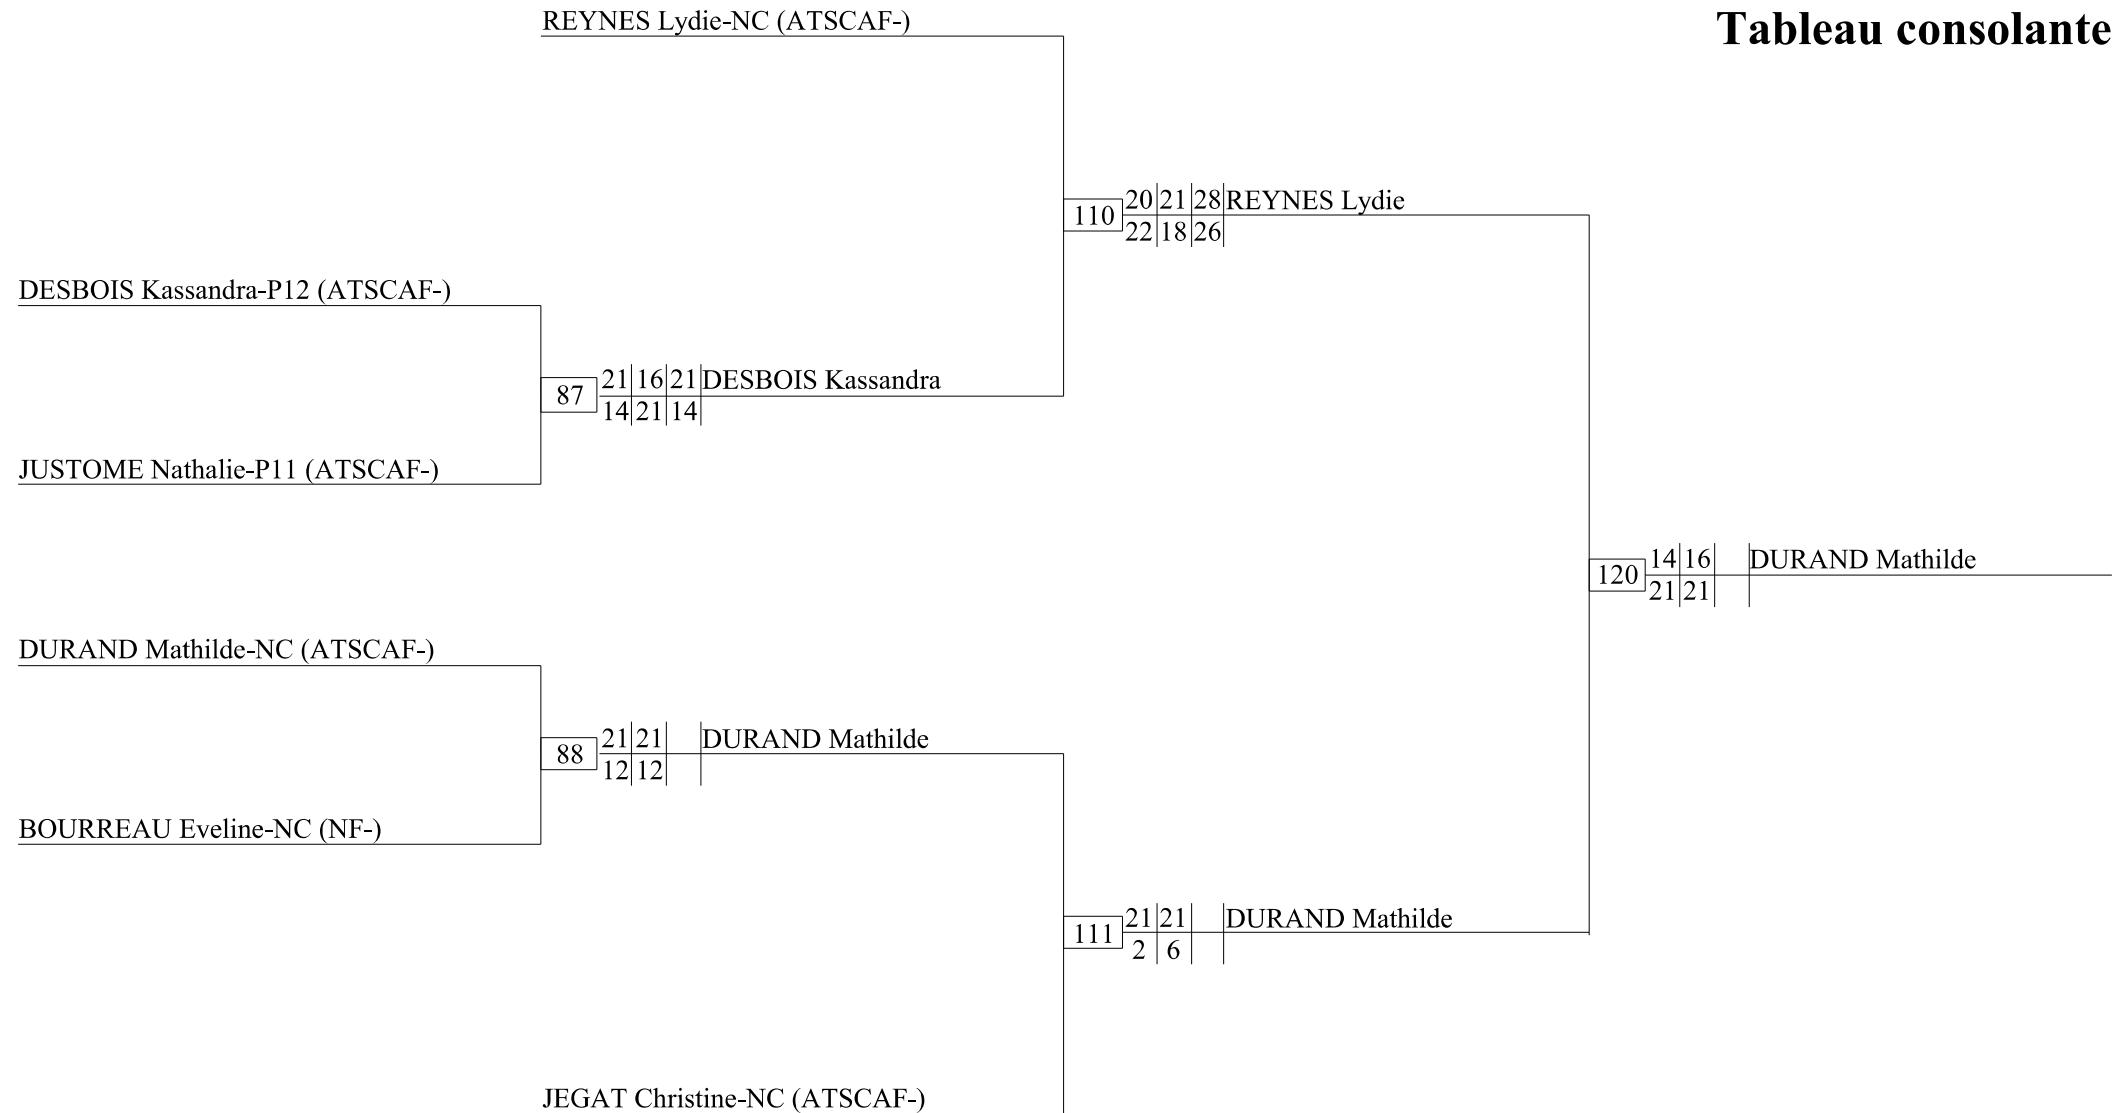 REYNES Lydie-NC (ATSCAF-)
Tableau consolante
20 21 28 REYNES Lydie
110
22 18 26
DESBOIS Kassandra-P12 (ATSCAF-)
21 16 21 DESBOIS Kassandra
87
14 21 14
JUSTOME Nathalie-P11 (ATSCAF-)
14 16 DURAND Mathilde
120
21 21
DURAND Mathilde-NC (ATSCAF-)
21 21 DURAND Mathilde
88
12 12
BOURREAU Eveline-NC (NF-)
21 21 DURAND Mathilde
111
2 6
JEGAT Christine-NC (ATSCAF-)